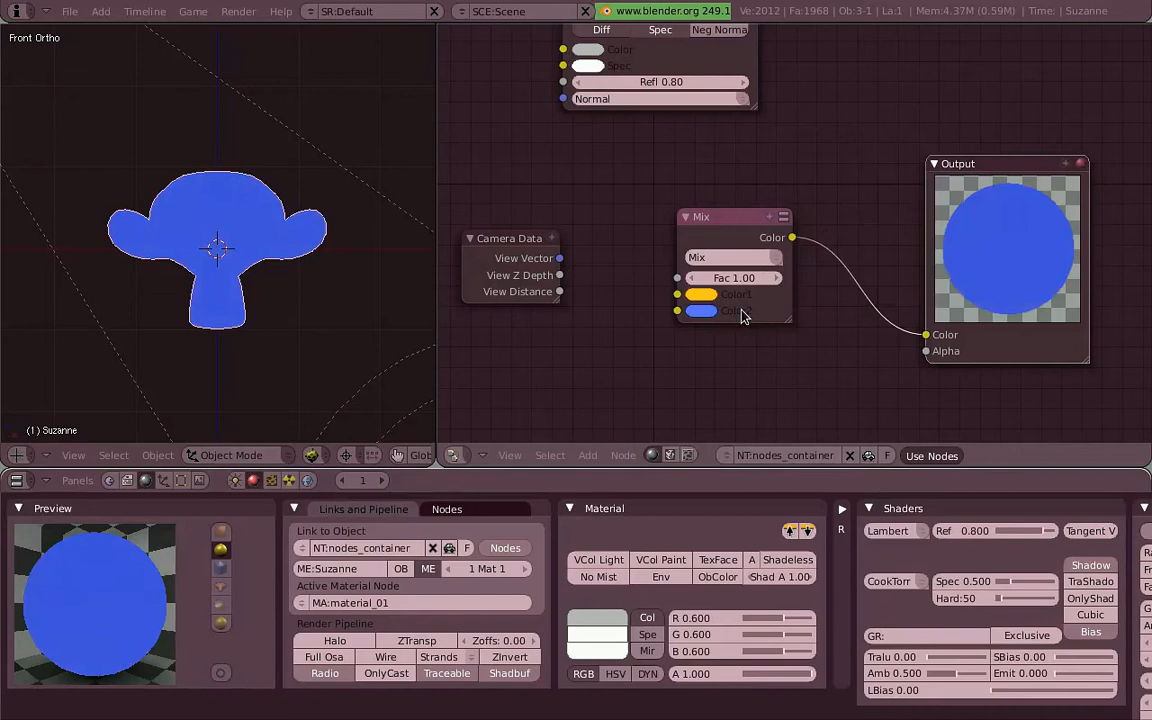 File Add Timeline Game Render Help SR:Default SCE:Scene www.blender.org 249.1 Ve:2012 | Fa:1968 | Ob:3-1 | La:1 | Mem:4.37M (0.59M) | Time: | Suzanne
Front Ortho
Diff Spec Neg Norma
Color
Spec
Refl 0.80
Normal
Output
Mix
Color
Camera Data
View Vector
View Z Depth
View Distance
Mix
Fac 1.00
Color1
Color2
Color
Alpha
(1) Suzanne
View Select Object Object Mode Glob
View Select Add Node NT:nodes_container F Use Nodes
Panels 1
Preview
Links and Pipeline Nodes
Link to Object
NT:nodes_container F Nodes
ME:Suzanne OB ME 1 Mat 1
Active Material Node
MA:material_01
Render Pipeline
Halo ZTransp Zoffs: 0.00
Full Osa Wire Strands ZInvert
Radio OnlyCast Traceable Shadbuf
Material
VCol Light VCol Paint TexFace A Shadeless
No Mist Env ObColor Shad A 1.00
Col R 0.600
Spe G 0.600
Mir B 0.600
RGB HSV DYN A 1.000
R
Shaders
Lambert Ref 0.800 Tangent V
Shadow
CookTorr Spec 0.500 TraShado
Hard:50 OnlyShad
Cubic
GR: Exclusive Bias
Tralu 0.00 SBias 0.00
Amb 0.500 Emit 0.000
LBias 0.00